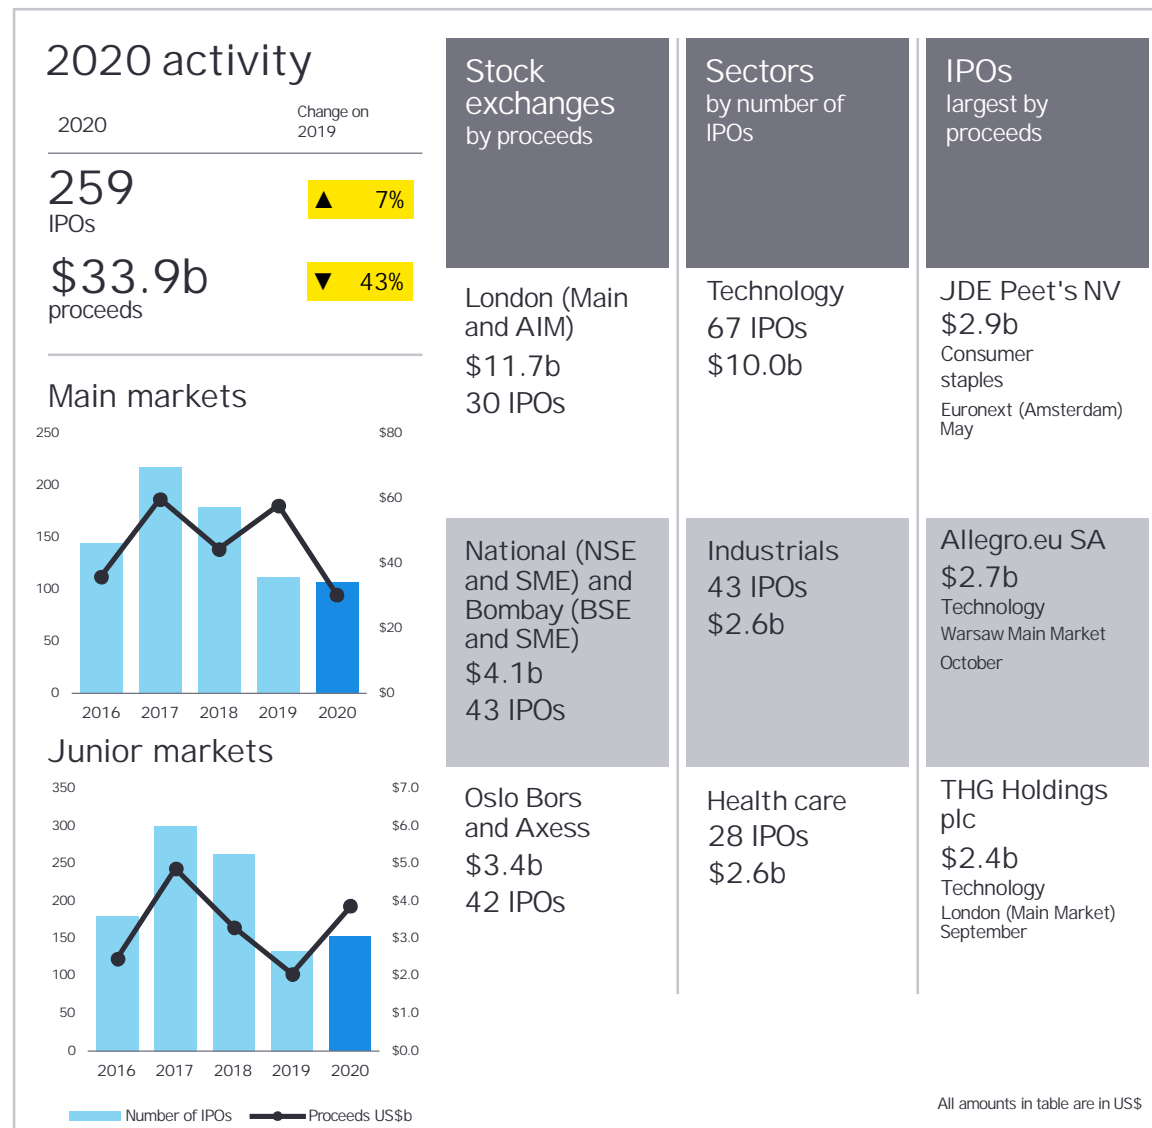 2020 activity
2020
Change on
2019
259
IPOs
▲ 7%
$33.9b
proceeds
▼ 43%
Main markets
250
200
150
100
50
0
$80
$60
$40
$20
$0
2016 2017 2018 2019 2020
Junior markets
350
300
250
200
150
100
50
0
$7.0
$6.0
$5.0
$4.0
$3.0
$2.0
$1.0
$0.0
2016 2017 2018 2019 2020
Number of IPOs Proceeds US$b
Stock
exchanges
by proceeds
London (Main
and AIM)
$11.7b
30 IPOs
National (NSE
and SME) and
Bombay (BSE
and SME)
$4.1b
43 IPOs
Oslo Bors
and Axess
$3.4b
42 IPOs
Sectors
by number of
IPOs
Technology
67 IPOs
$10.0b
Industrials
43 IPOs
$2.6b
Health care
28 IPOs
$2.6b
IPOs
largest by
proceeds
JDE Peet's NV
$2.9b
Consumer
staples
Euronext (Amsterdam)
May
Allegro.eu SA
$2.7b
Technology
Warsaw Main Market
October
THG Holdings
plc
$2.4b
Technology
London (Main Market)
September
All amounts in table are in US$